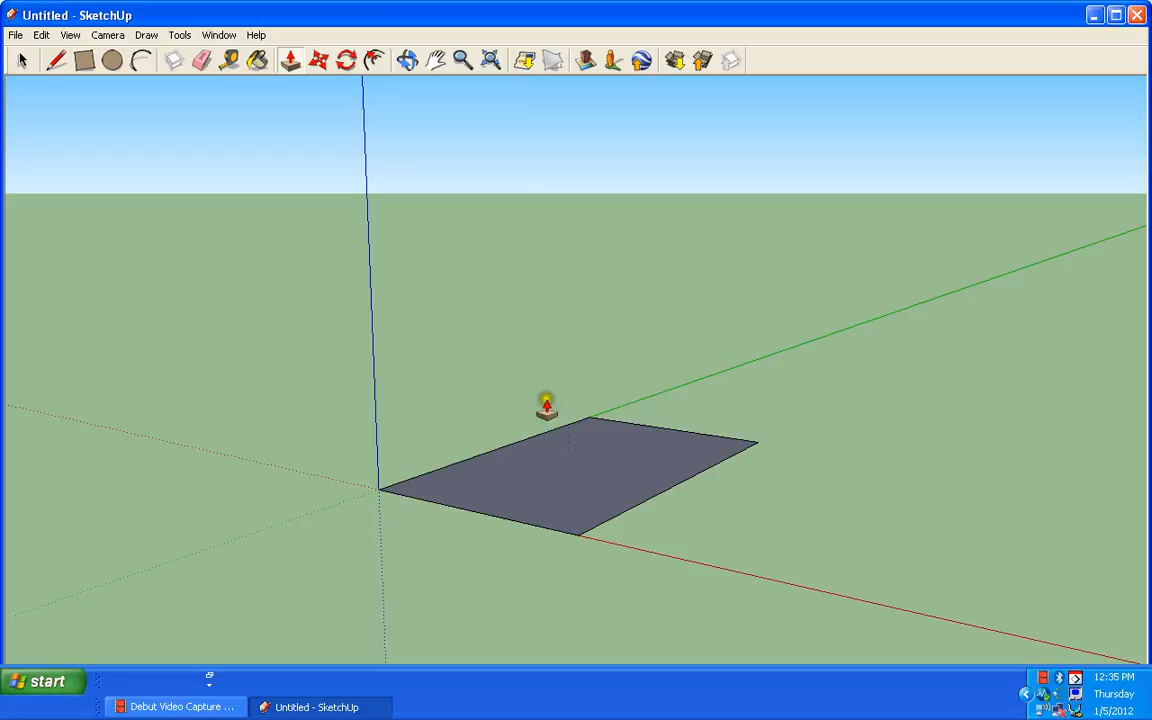 Untitled - SketchUp
File Edit View Camera Draw Tools Window Help
start
12:35 PM
Thursday
1/5/2012
Debut Video Capture ...
Untitled - SketchUp